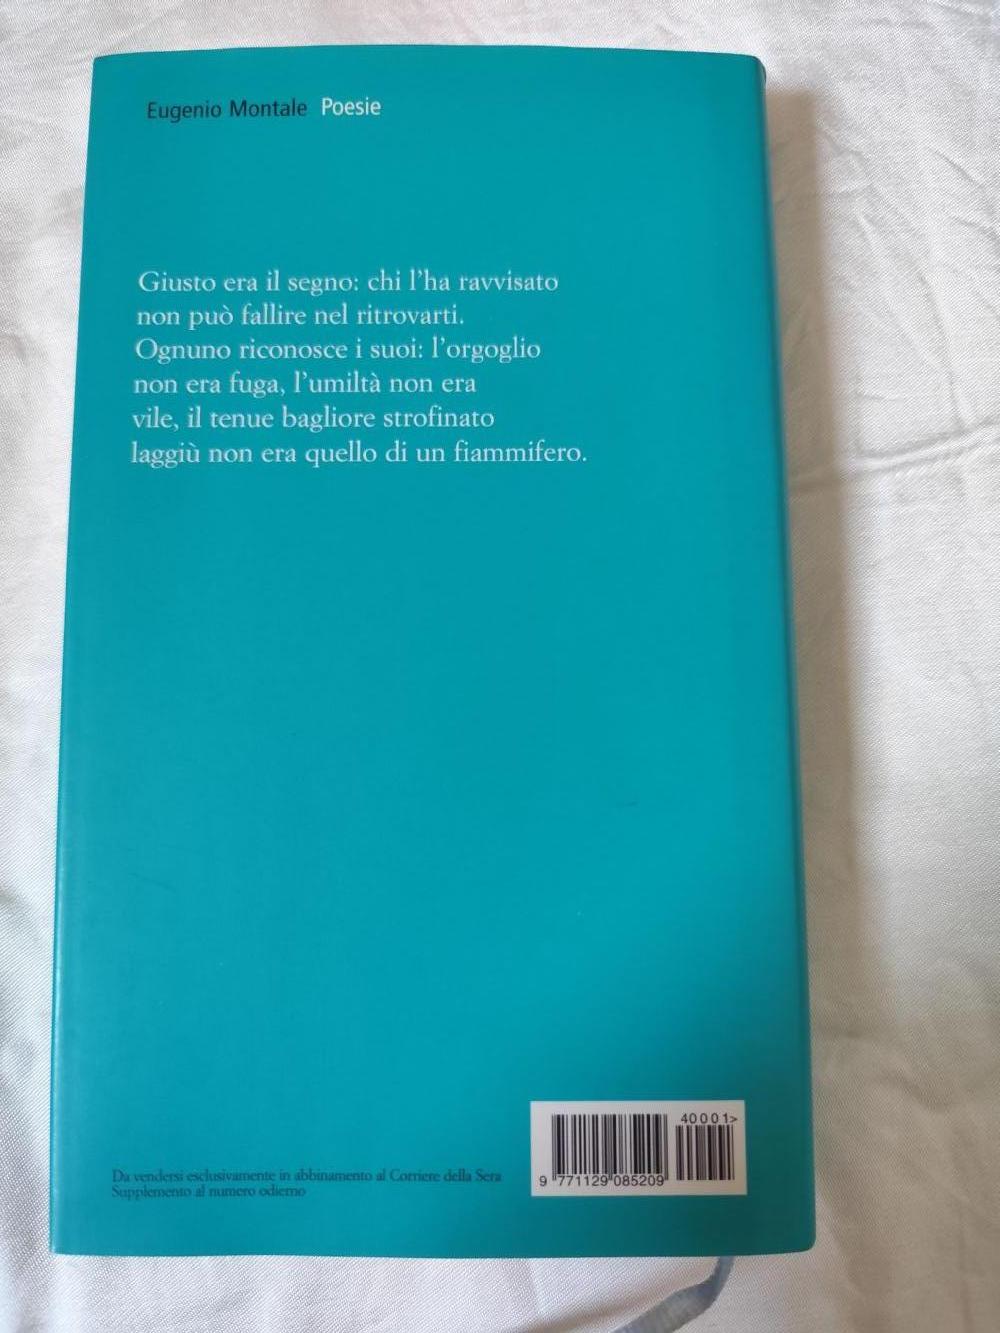 Eugenio Montale Poesie
Giusto era il segno: chi l'ha ravvisato
non può fallire nel ritrovarti.
Ognuno riconosce i suoi: l'orgoglio
non era fuga, l'umiltà non era
vile, il tenue bagliore strofinato
laggiù non era quello di un fiammifero.
40001>
9 771129 085209
Da vendersi esclusivamente in abbinamento al Corriere della Sera
Supplemento al numero odierno